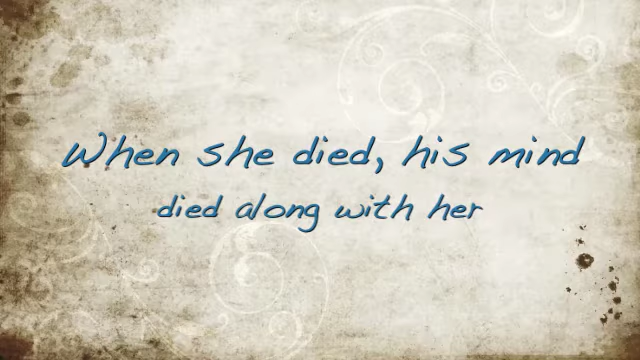 When she died, his mind
died along with her